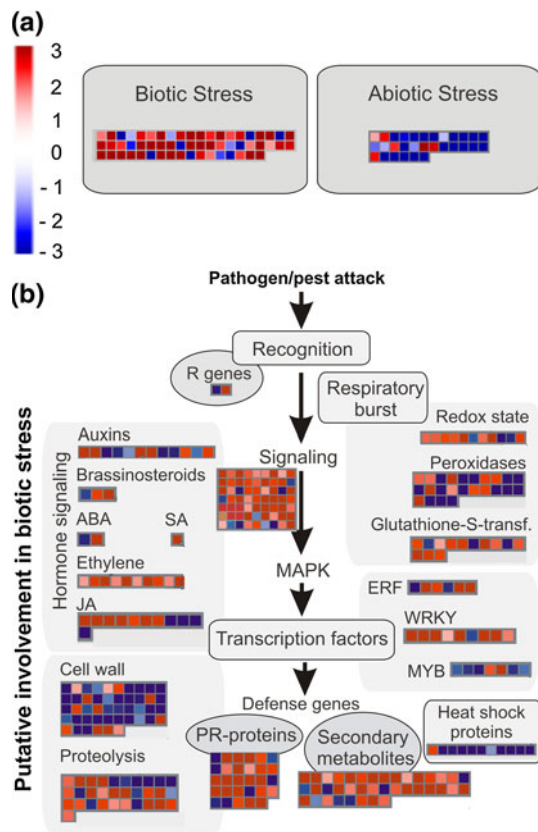 (a)
3
2
1
0
- 1
- 2
- 3
Biotic Stress
Abiotic Stress
(b)
Pathogen/pest attack
Recognition
R genes
Respiratory
burst
Redox state
Peroxidases
Glutathione-S-transf.
Signaling
Auxins
Brassinosteroids
ABA
SA
Ethylene
JA
Hormone signaling
Putative involvement in biotic stress
MAPK
ERF
WRKY
MYB
Transcription factors
Cell wall
Proteolysis
Defense genes
PR-proteins
Secondary
metabolites
Heat shock
proteins